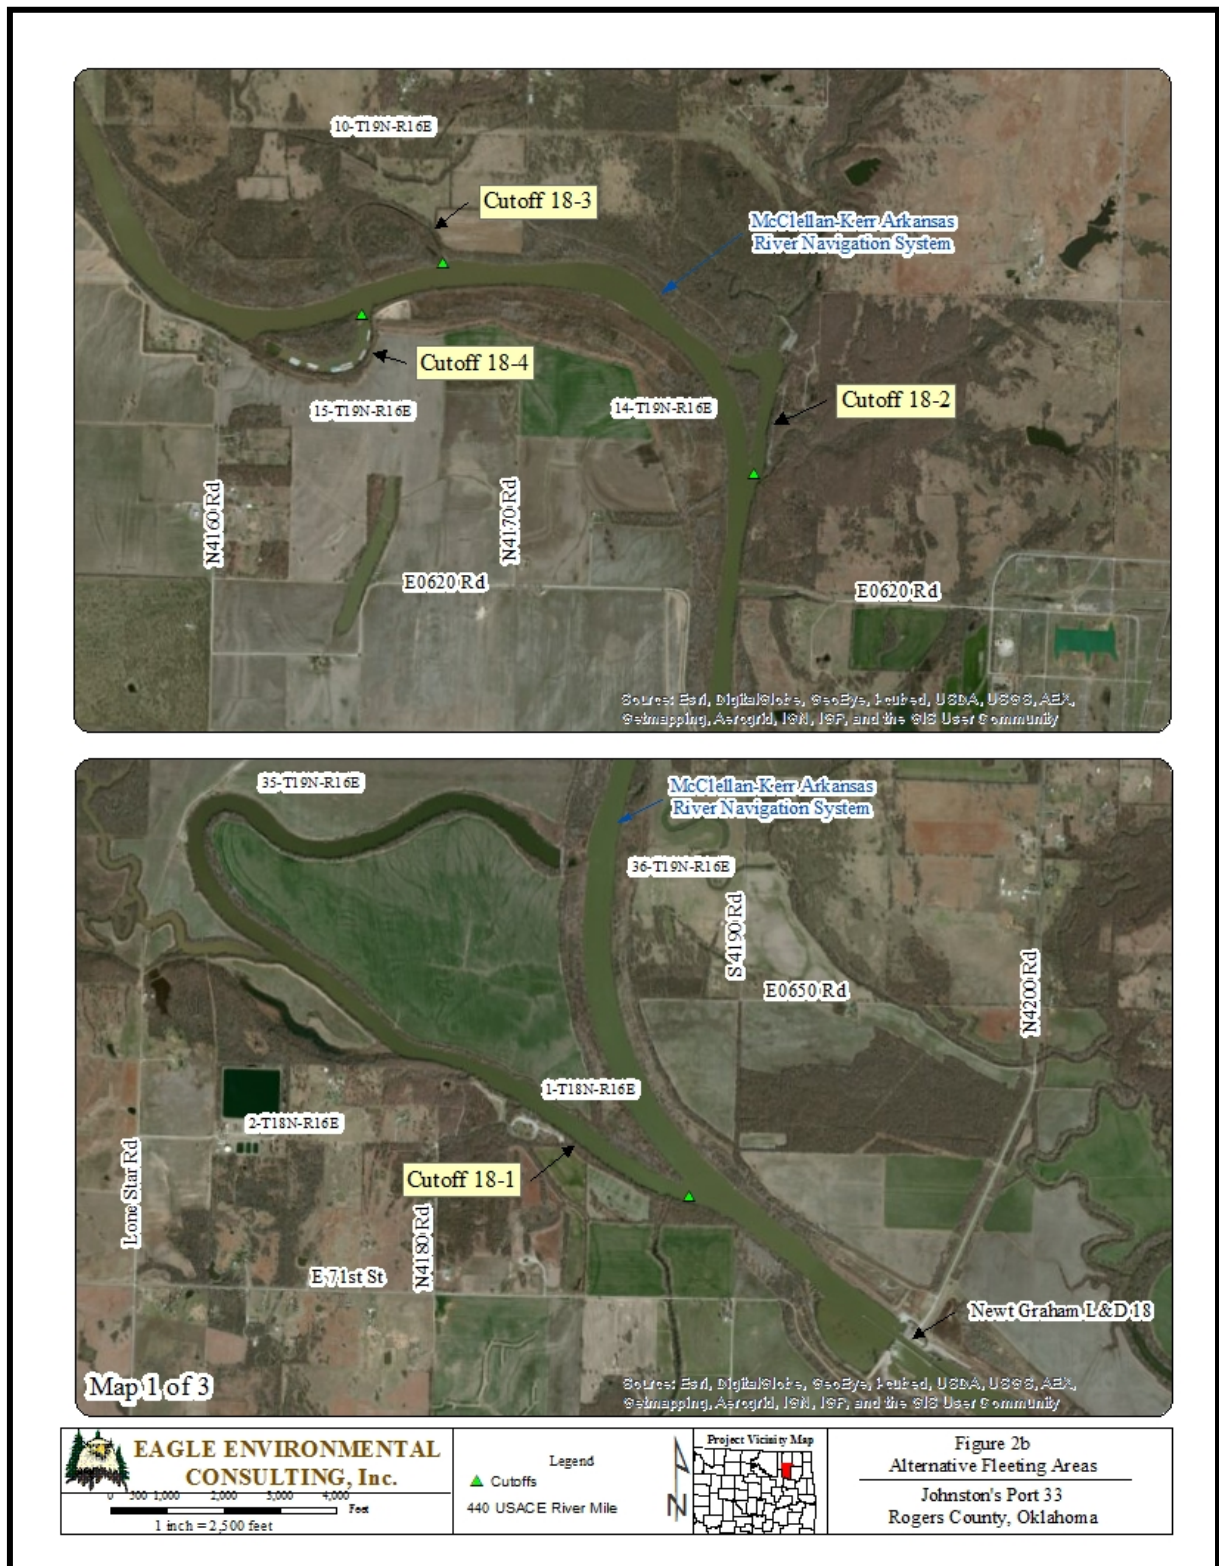 10-T19N-R16E
Cutoff 18-3
McClellan-Kerr Arkansas
River Navigation System
Cutoff 18-4
Cutoff 18-2
15-T19N-R16E
14-T19N-R16E
N4160 Rd
N4170 Rd
E0620 Rd
E0620 Rd
Source: Esri, DigitalGlobe, GeoEye, i-cubed, USDA, USGS, AEX,
Getmapping, Aerogrid, IGN, IGP, and the GIS User Community
35-T19N-R16E
McClellan-Kerr Arkansas
River Navigation System
36-T19N-R16E
S 4190 Rd
E0650 Rd
N4200 Rd
1-T18N-R16E
2-T18N-R16E
Lone Star Rd
Cutoff 18-1
N4180 Rd
E 71st St
Newt Graham L&D 18
Map 1 of 3
Source: Esri, DigitalGlobe, GeoEye, i-cubed, USDA, USGS, AEX,
Getmapping, Aerogrid, IGN, IGP, and the GIS User Community
EAGLE ENVIRONMENTAL
CONSULTING, Inc.
0 500 1,000 2,000 3,000 4,000
Feet
1 inch = 2,500 feet
Legend
Cutoffs
440 USACE River Mile
N
Project Vicinity Map
Figure 2b
Alternative Fleeting Areas
Johnston's Port 33
Rogers County, Oklahoma